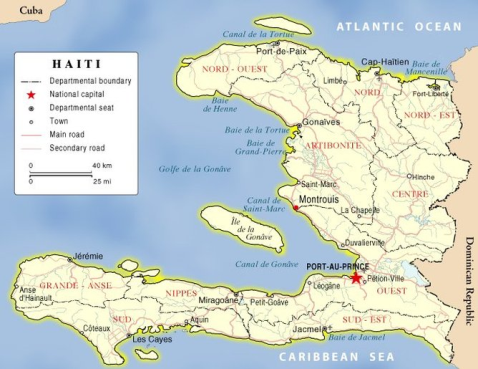 Cuba
ATLANTIC OCEAN
HAITI
Departmental boundary
National capital
Departmental seat
Town
Main road
Secondary road
0 40 km
0 25 mi
Canal de la Tortue
Port-de-Paix
NORD - OUEST
Cap-Haïtien
Baie de
Mancenille
Limbé
NORD
Fort-Liberté
NORD - EST
Baie
de Henne
Gonaïves
Baie de la Tortue
Baie de
Grand-Pierre
ARTIBONITE
Golfe de la Gonâve
Hinche
Saint-Marc
CENTRE
Canal de
Saint-Marc
Montrouis
La Chapelle
Île
de la
Gonâve
Duvalierville
Dominican Republic
Jérémie
Canal de Gonâve
PORT-AU-PRINCE
Pétion-Ville
Léogâne
OUEST
GRANDE - ANSE
Anse
d'Hainault
NIPPES
Miragoâne
Petit-Goâve
SUD
Aquin
SUD - EST
Côteaux
Les Cayes
Jacmel
Baie de Jacmel
CARIBBEAN SEA